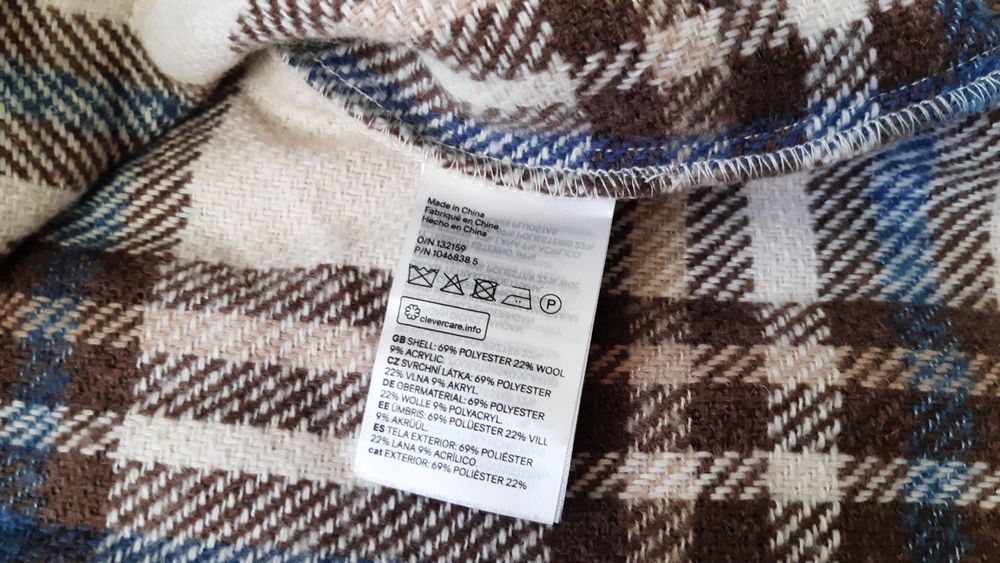 Made in China
Fabriqué en Chine
Hecho en China
O/N 132159
P/N 1046838 5
P
clevercare.info
GB SHELL: 69% POLYESTER 22% WOOL
9% ACRYLIC.
CZ SVRCHNÍ LÁTKA: 69% POLYESTER
22% VLNA 9% AKRYL.
DE OBERMATERIAL: 69% POLYESTER
22% WOLLE 9% POLYACRYL.
EE ÜMBRIS: 69% POLÜESTER 22% VILL
9% AKRÜÜL.
ES TELA EXTERIOR: 69% POLIÉSTER
22% LANA 9% ACRÍLICO
cat EXTERIOR: 69% POLIÈSTER 22%